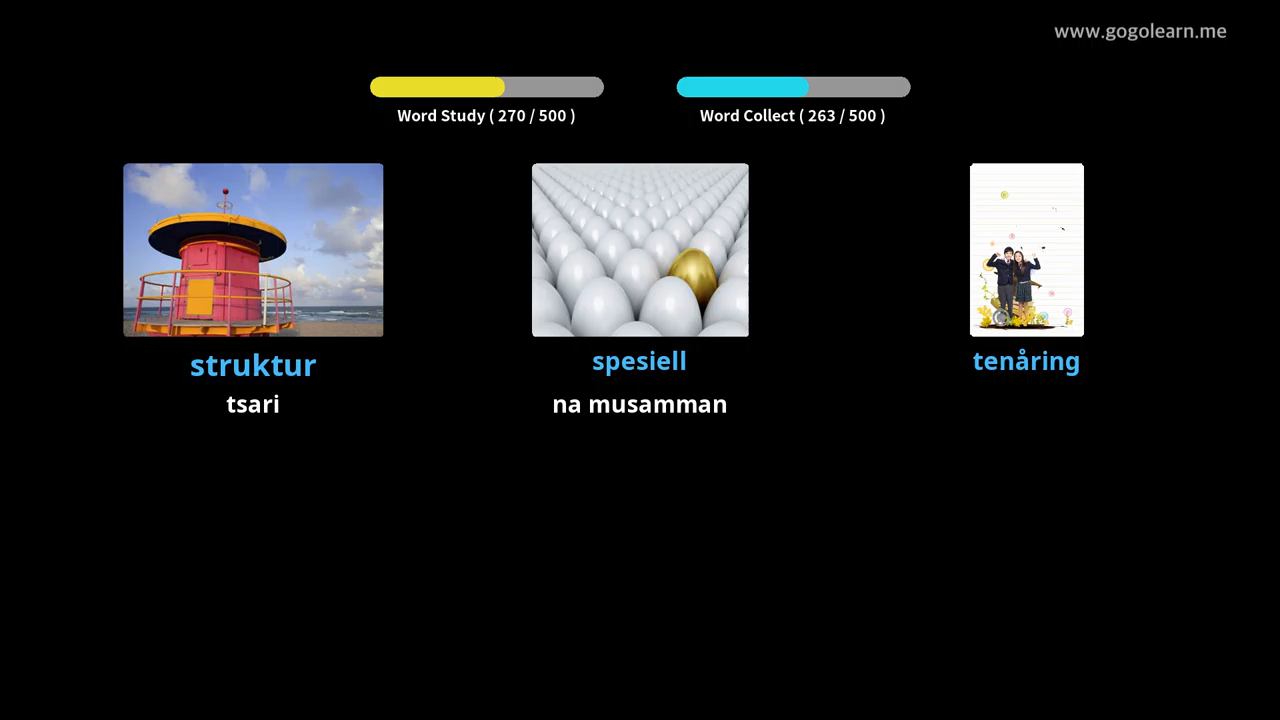 www.gogolearn.me
Word Study ( 270 / 500 )
Word Collect ( 263 / 500 )
struktur
tsari
spesiell
na musamman
tenåring